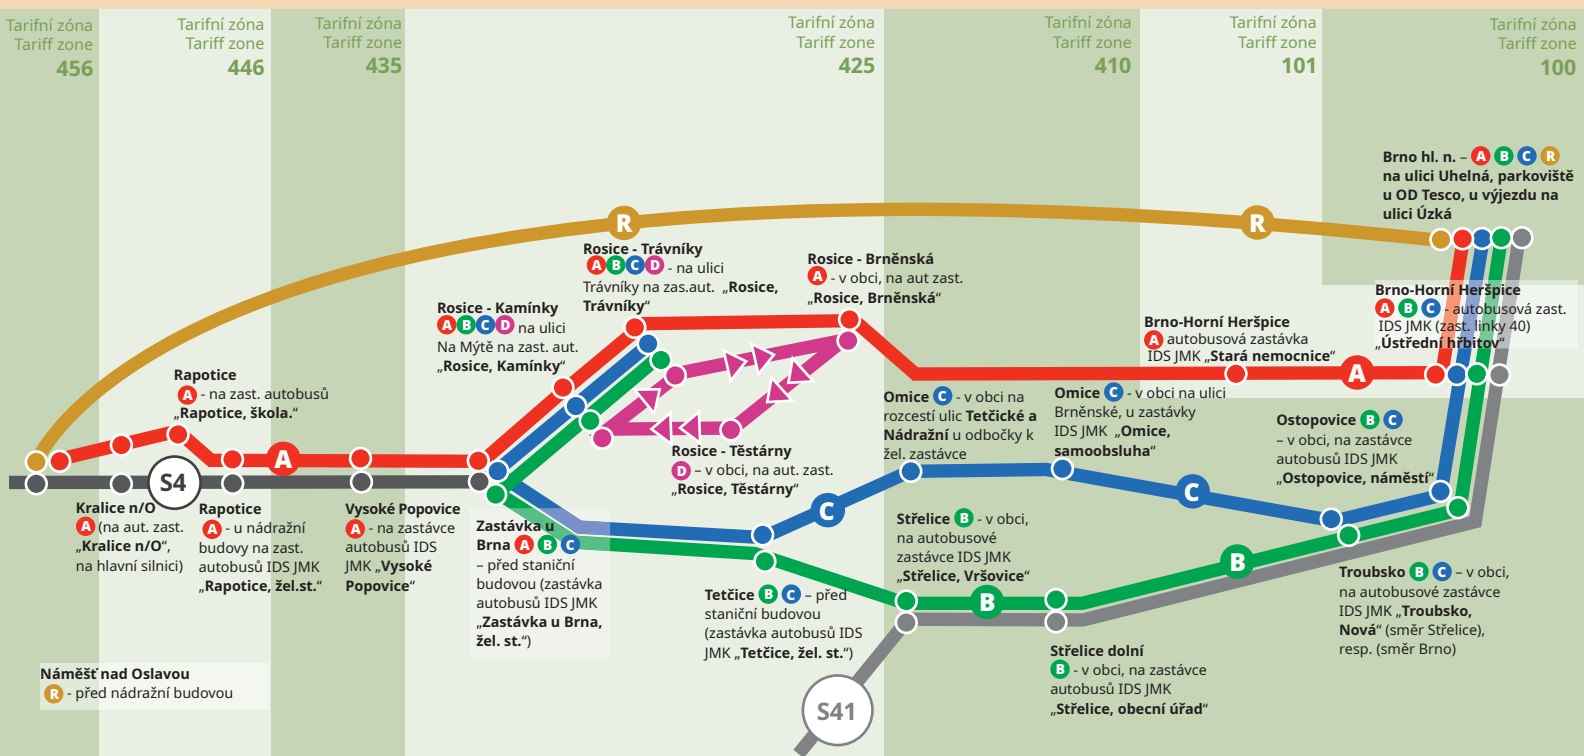 Tarifní zóna
Tariff zone
456
Tarifní zóna
Tariff zone
446
Tarifní zóna
Tariff zone
435
Tarifní zóna
Tariff zone
425
Tarifní zóna
Tariff zone
410
Tarifní zóna
Tariff zone
101
Tarifní zóna
Tariff zone
100
Brno hl. n. – A B C R
na ulici Uhelná, parkoviště
u OD Tesco, u výjezdu na
ulici Úzká
R
R
Rosice - Trávníky
A B C D - na ulici
Trávníky na zas.aut. „Rosice,
Trávníky“
Rosice - Brněnská
A - v obci, na aut zast.
„Rosice, Brněnská“
Rosice - Kamínky
A B C D na ulici
Na Mýtě na zast. aut.
„Rosice, Kamínky“
Brno-Horní Heršpice
A B C - autobusová zast.
IDS JMK (zast. linky 40)
„Ústřední hřbitov“
Brno-Horní Heršpice
A autobusová zastávka
IDS JMK „Stará nemocnice“
A
Rapotice
A - na zast. autobusů
„Rapotice, škola.“
Omice C - v obci na
rozcestí ulic Tetčické a
Nádražní u odbočky k
žel. zastávce
Omice C - v obci na ulici
Brněnské, u zastávky
IDS JMK „Omice,
samoobsluha“
Ostopovice B C
– v obci, na zastávce
autobusů IDS JMK
„Ostopovice, náměstí“
A
S4
Rosice - Těstárny
D – v obci, na aut. zast.
„Rosice, Těstárny“
C
C
Kralice n/O
A (na aut. zast.
„Kralice n/O“,
na hlavní silnici)
Rapotice
A - u nádražní
budovy na zast.
autobusů IDS JMK
„Rapotice, žel.st.“
Vysoké Popovice
A - na zastávce
autobusů IDS
JMK „Vysoké
Popovice“
Zastávka u
Brna A B C
– před staniční
budovou (zastávka
autobusů IDS JMK
„Zastávka u Brna,
žel. st.“)
Střelice B - v obci,
na autobusové
zastávce IDS JMK
„Střelice, Vršovice“
B
B
Tetčice B C – před
staniční budovou
(zastávka autobusů IDS
JMK „Tetčice, žel. st.“)
Troubsko B C – v obci,
na autobusové zastávce
IDS JMK „Troubsko,
Nová“ (směr Střelice),
resp. (směr Brno)
Střelice dolní
B - v obci, na zastávce
autobusů IDS JMK
„Střelice, obecní úřad“
Náměšť nad Oslavou
R - před nádražní budovou
S41